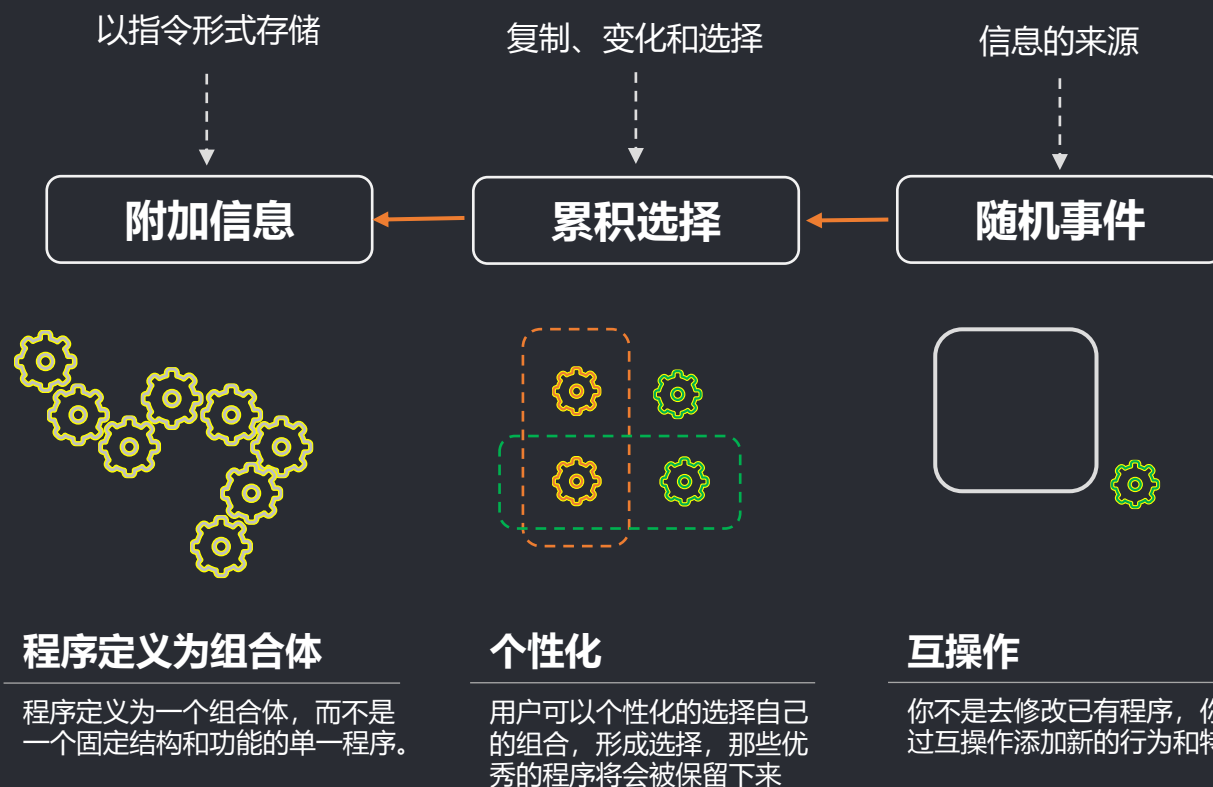 以指令形式存储
复制、变化和选择
信息的来源
附加信息
累积选择
随机事件
程序定义为组合体
程序定义为一个组合体，而不是
一个固定结构和功能的单一程序。
个性化
用户可以个性化的选择自己
的组合，形成选择，那些优
秀的程序将会被保留下来
互操作
你不是去修改已有程序，
过互操作添加新的行为和